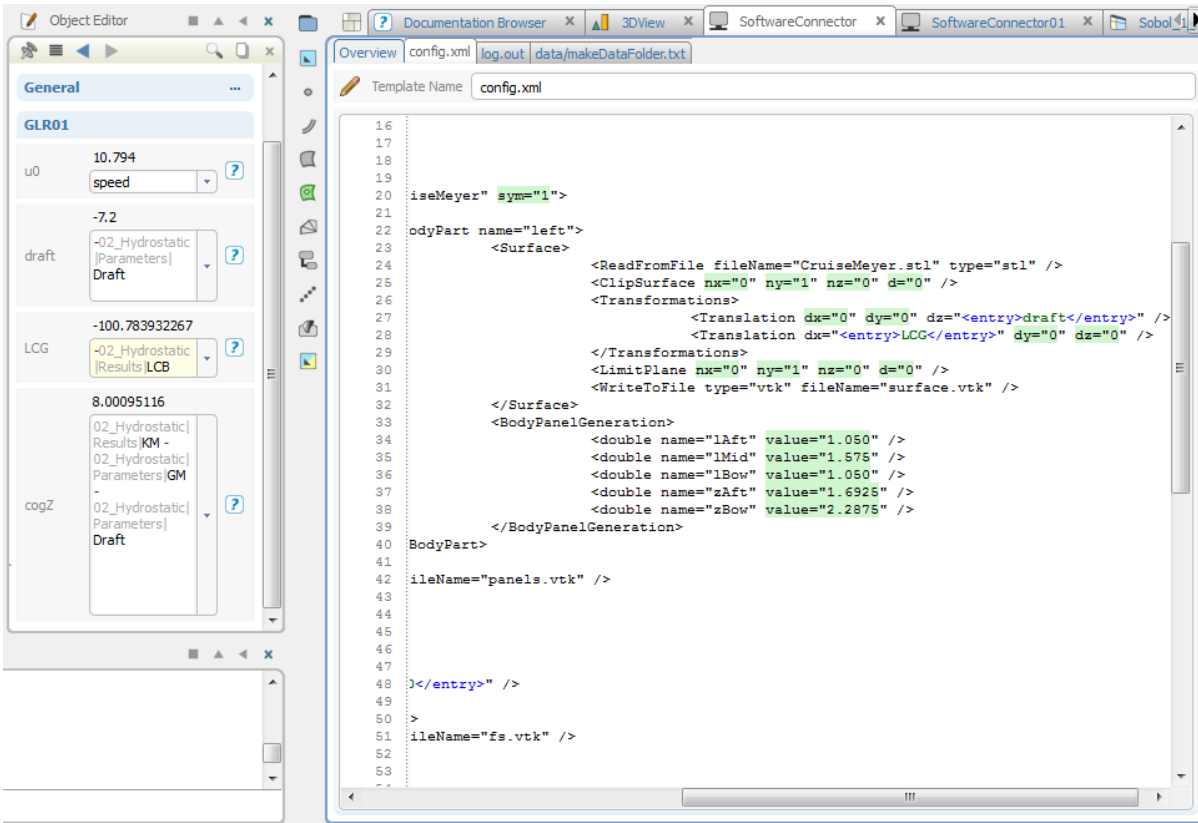 Object Editor
General ...
GLR01
u0
10.794
speed
?
draft
-7.2
-02_Hydrostatic
|Parameters|
Draft
?
LCG
-100.783932267
-02_Hydrostatic
|Results|LCB
?
cogZ
8.00095116
02_Hydrostatic|
Results|KM -
02_Hydrostatic|
Parameters|GM
-
02_Hydrostatic|
Parameters|
Draft
?
? Documentation Browser x 3DView x SoftwareConnector x SoftwareConnector01 x Sobol_1
Overview config.xml log.out data/makeDataFolder.txt
Template Name config.xml
16
17
18
19
20 iseMeyer" sym="1">
21
22 odyPart name="left">
23 <Surface>
24 <ReadFromFile fileName="CruiseMeyer.stl" type="stl" />
25 <ClipSurface nx="0" ny="1" nz="0" d="0" />
26 <Transformations>
27 <Translation dx="0" dy="0" dz="<entry>draft</entry>" />
28 <Translation dx="<entry>LCG</entry>" dy="0" dz="0" />
29 </Transformations>
30 <LimitPlane nx="0" ny="1" nz="0" d="0" />
31 <WriteToFile type="vtk" fileName="surface.vtk" />
32 </Surface>
33 <BodyPanelGeneration>
34 <double name="lAft" value="1.050" />
35 <double name="lMid" value="1.575" />
36 <double name="lBow" value="1.050" />
37 <double name="zAft" value="1.6925" />
38 <double name="zBow" value="2.2875" />
39 </BodyPanelGeneration>
40 BodyPart>
41
42 ileName="panels.vtk" />
43
44
45
46
47
48 </entry>" />
49
50 >
51 ileName="fs.vtk" />
52
53